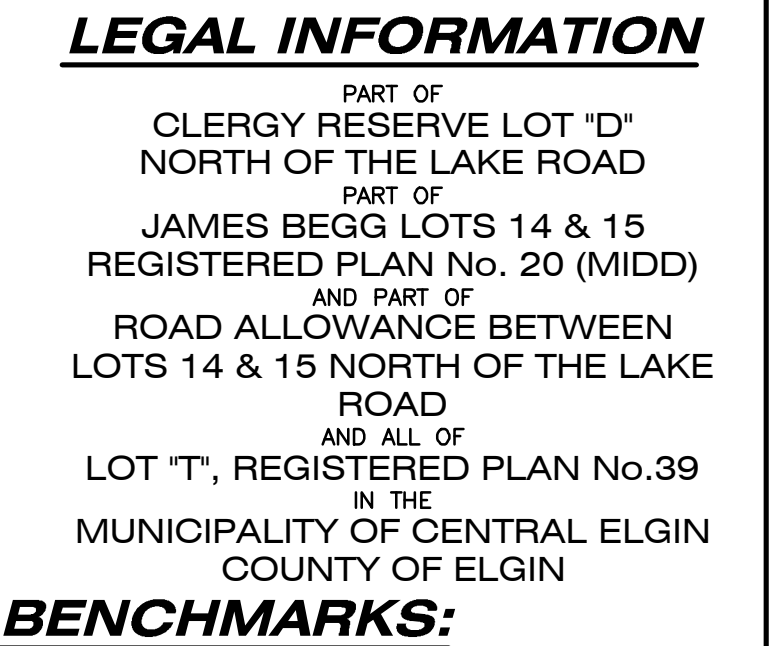 LEGAL INFORMATION
PART OF
CLERGY RESERVE LOT "D"
NORTH OF THE LAKE ROAD
PART OF
JAMES BEGG LOTS 14 & 15
REGISTERED PLAN No. 20 (MIDD)
AND PART OF
ROAD ALLOWANCE BETWEEN
LOTS 14 & 15 NORTH OF THE LAKE
ROAD
AND ALL OF
LOT "T", REGISTERED PLAN No.39
IN THE
MUNICIPALITY OF CENTRAL ELGIN
COUNTY OF ELGIN
BENCHMARKS: